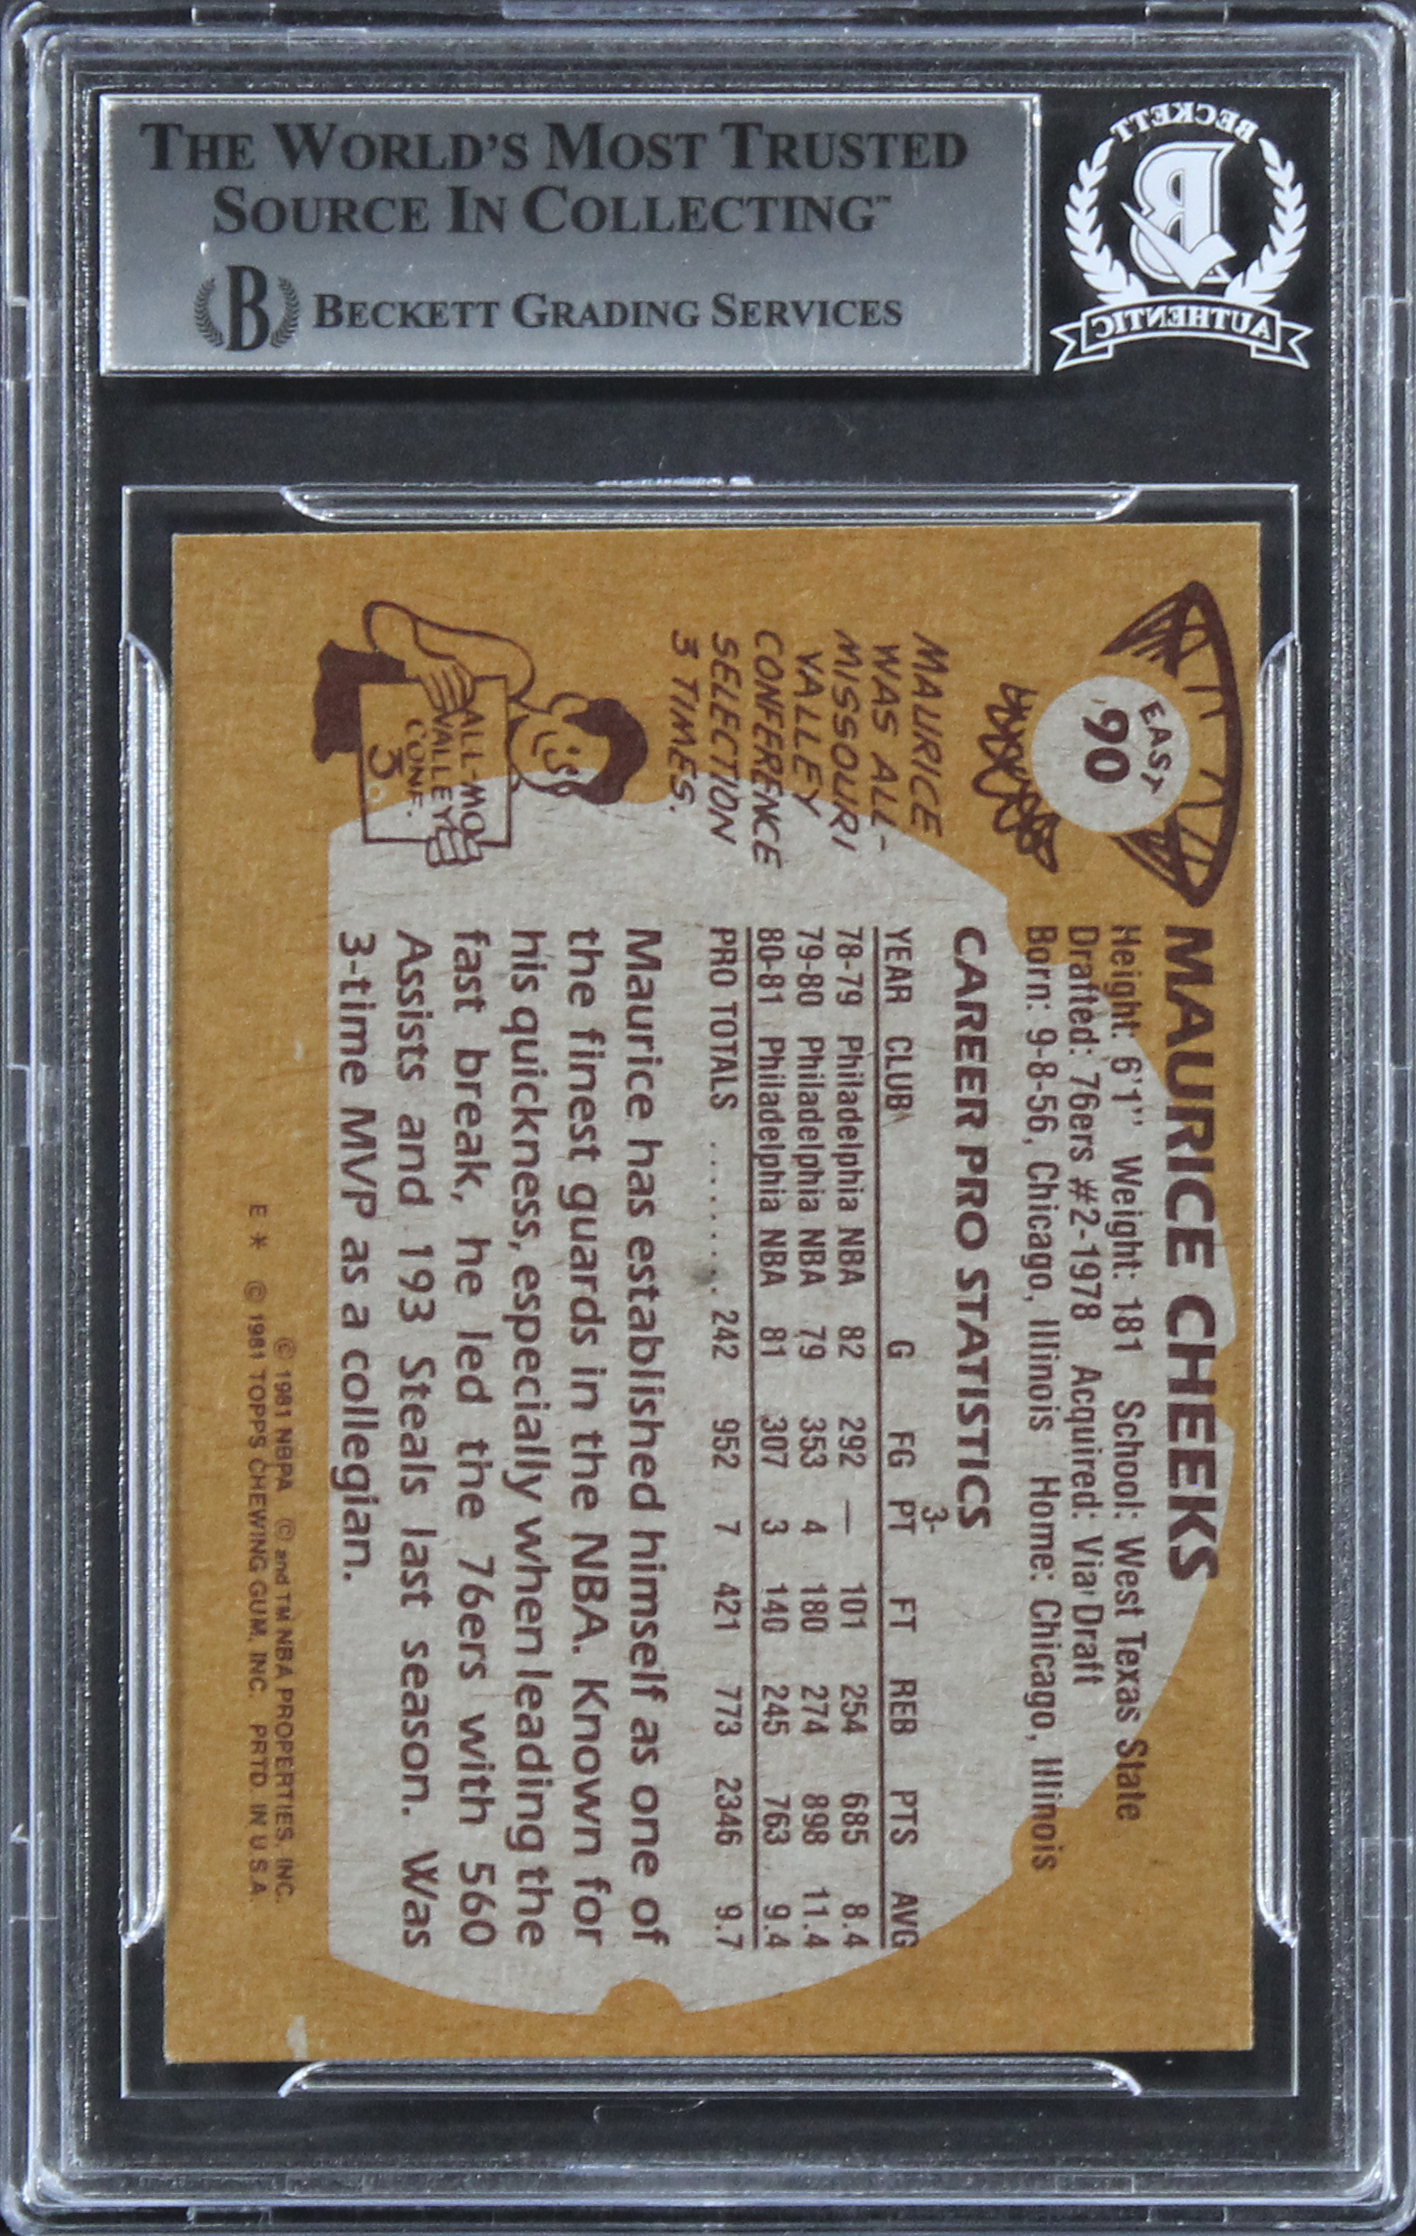 THE WORLD'S MOST TRUSTED
SOURCE IN COLLECTING™
B BECKETT GRADING SERVICES
BECKETT
B
AUTHENTIC
EAST
90
MAURICE CHEEKS
Height: 6'1" Weight: 181 School: West Texas State
Drafted: 76ers #2-1978 Acquired: Via Draft
Born: 9-8-56, Chicago, Illinois Home: Chicago, Illinois
MAURICE
WAS ALL-
MISSOURI
VALLEY
CONFERENCE
SELECTION
3 TIMES.
ALL-MO.
VALLEY
CONF.
3
CAREER PRO STATISTICS
YEAR CLUB G FG 3-PT FT REB PTS AVG
78-79 Philadelphia NBA 82 292 — 101 254 685 8.4
79-80 Philadelphia NBA 79 353 4 180 274 898 11.4
80-81 Philadelphia NBA 81 307 3 140 245 763 9.4
PRO TOTALS ........ 242 952 7 421 773 2346 9.7
Maurice has established himself as one of
the finest guards in the NBA. Known for
his quickness, especially when leading the
fast break, he led the 76ers with 560
Assists and 193 Steals last season. Was
3-time MVP as a collegian.
© 1981 NBPA © and TM NBA PROPERTIES, INC.
E * © 1981 TOPPS CHEWING GUM, INC. PRTD. IN U.S.A.